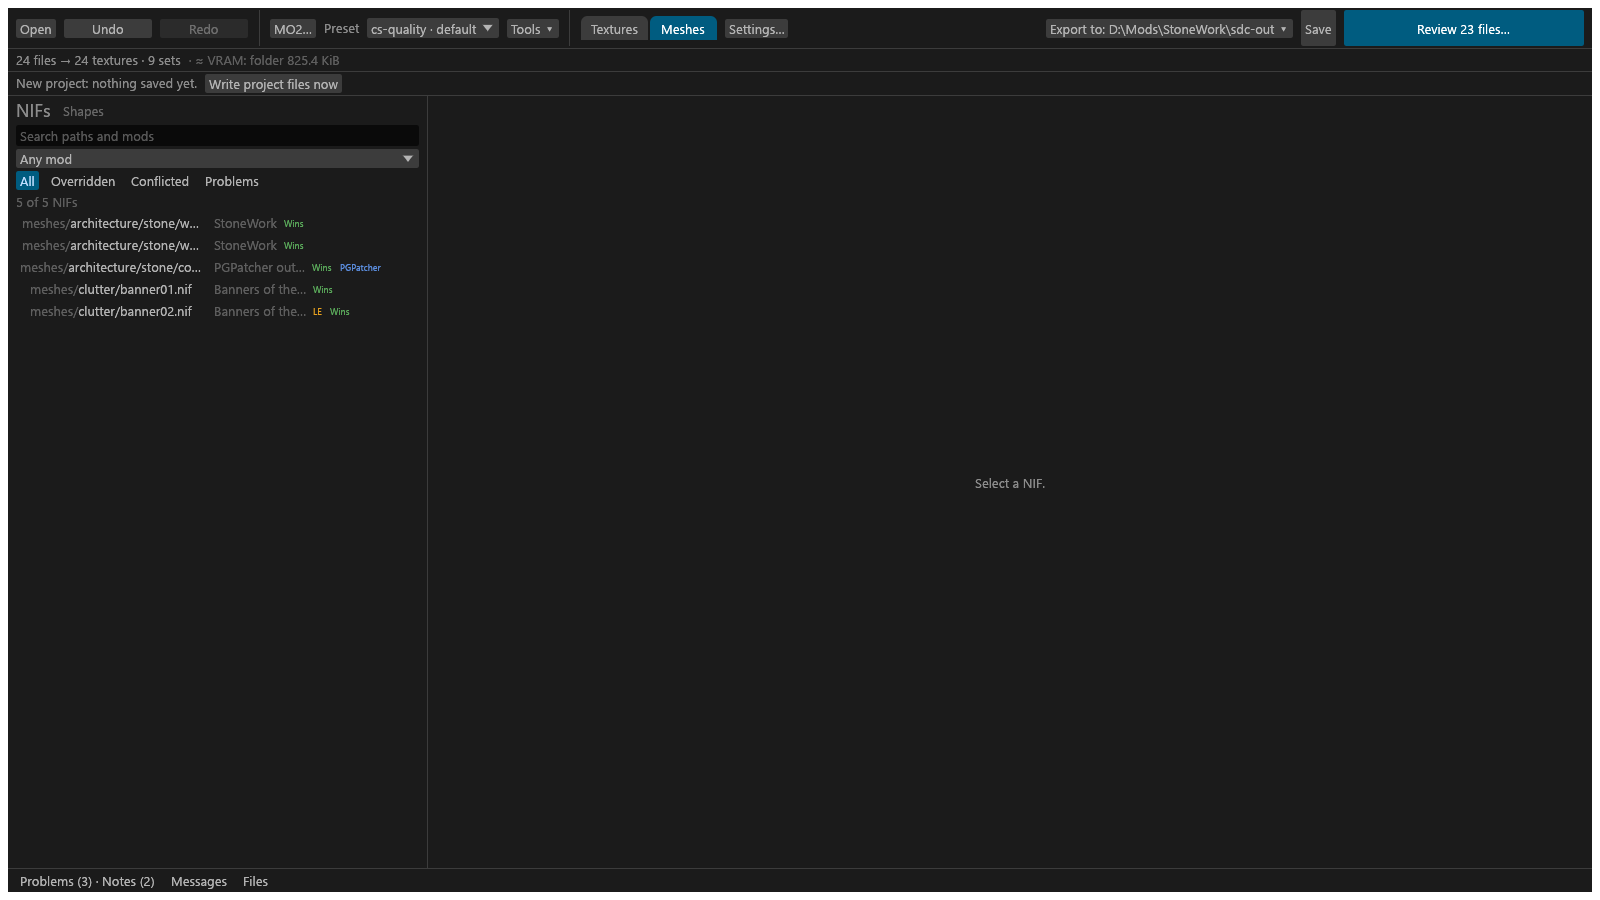 Open Undo Redo MO2... Preset cs-quality · default Tools ▾ Textures Meshes Settings... Export to: D:\Mods\StoneWork\sdc-out ▾ Save Review 23 files...
24 files → 24 textures · 9 sets · ≈ VRAM: folder 825.4 KiB
New project: nothing saved yet. Write project files now
NIFs Shapes
Search paths and mods
Any mod
All Overridden Conflicted Problems
5 of 5 NIFs
meshes/architecture/stone/w... StoneWork Wins
meshes/architecture/stone/w... StoneWork Wins
meshes/architecture/stone/co... PGPatcher out... Wins PGPatcher
meshes/clutter/banner01.nif Banners of the... Wins
meshes/clutter/banner02.nif Banners of the... LE Wins
Select a NIF.
Problems (3) · Notes (2) Messages Files